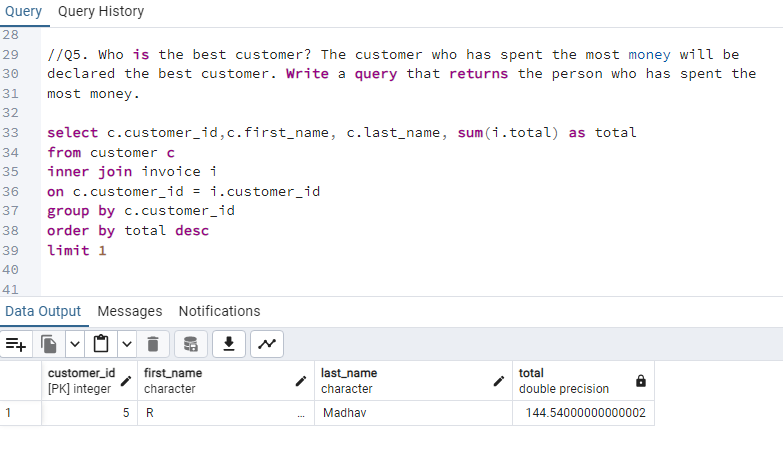 Query Query History
28
29 //Q5. Who is the best customer? The customer who has spent the most money will be
30 declared the best customer. Write a query that returns the person who has spent the
31 most money.
32
33 select c.customer_id,c.first_name, c.last_name, sum(i.total) as total
34 from customer c
35 inner join invoice i
36 on c.customer_id = i.customer_id
37 group by c.customer_id
38 order by total desc
39 limit 1
40
41
Data Output Messages Notifications
customer_id first_name last_name total
[PK] integer character character double precision
1 5 R ... Madhav 144.54000000000002